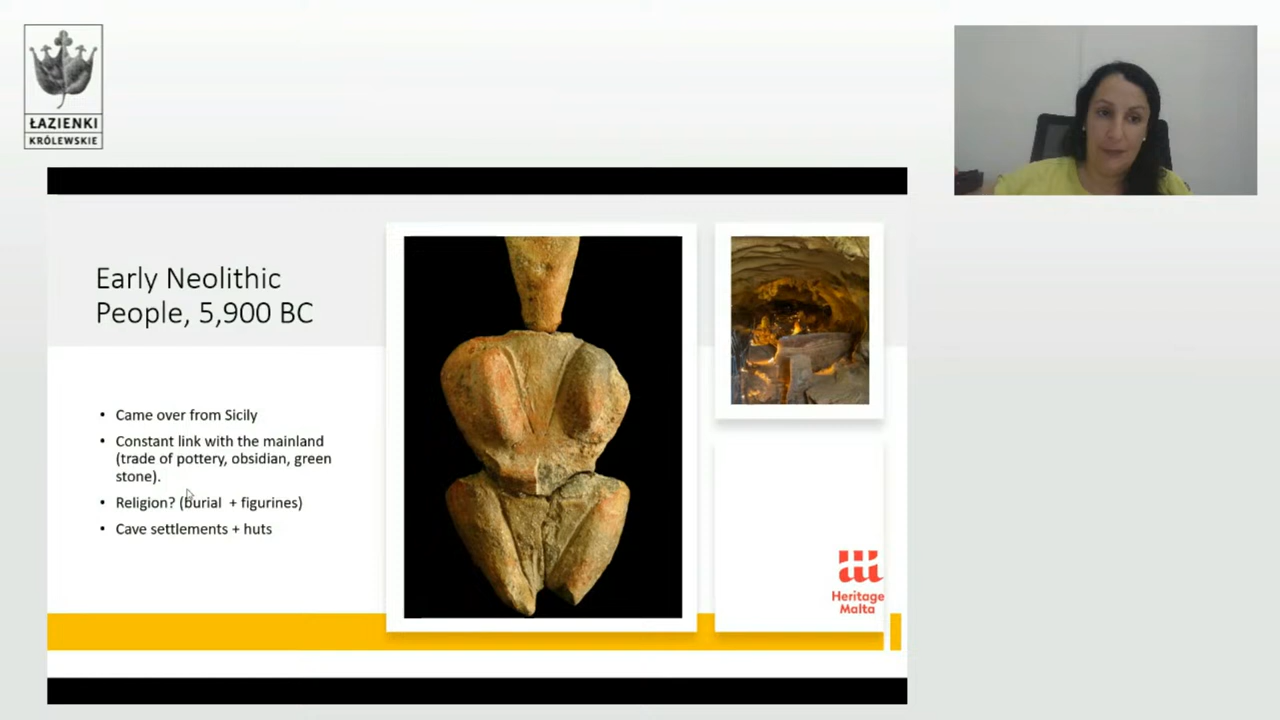 ŁAZIENKI
KRÓLEWSKIE
Early Neolithic
People, 5,900 BC
• Came over from Sicily
• Constant link with the mainland
(trade of pottery, obsidian, green
stone).
• Religion? (burial + figurines)
• Cave settlements + huts
Heritage
Malta